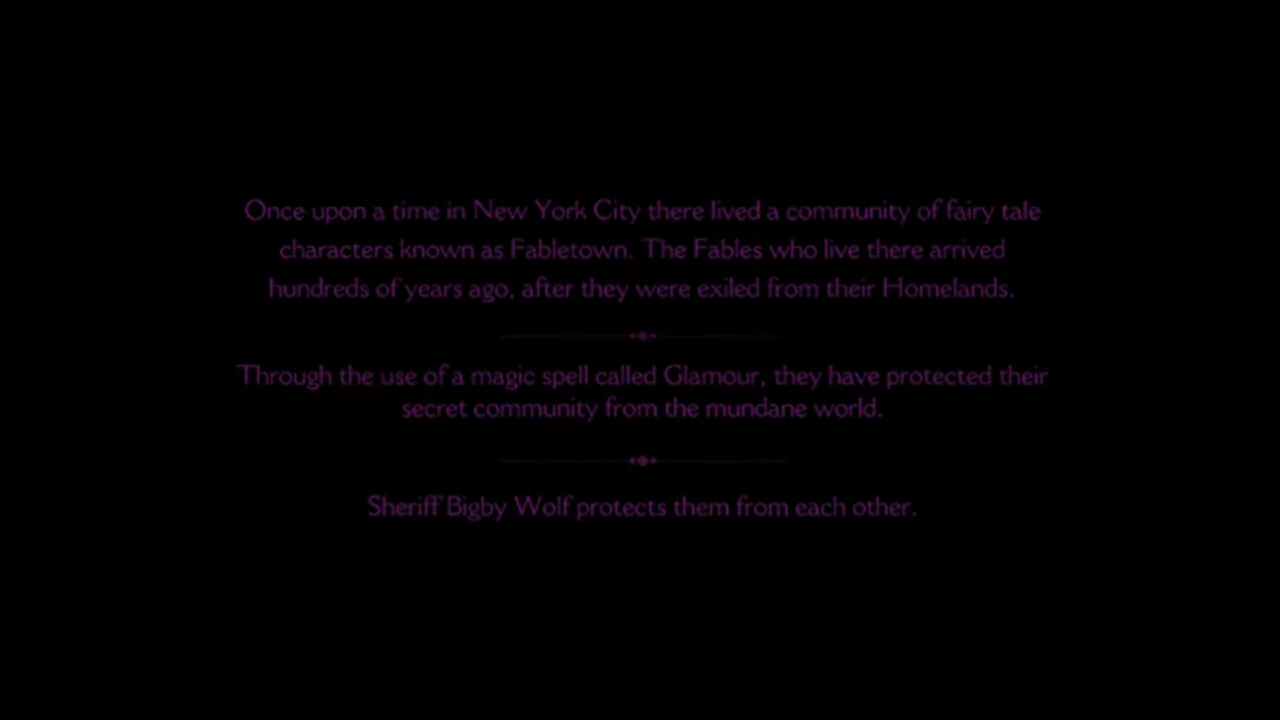 Once upon a time in New York City there lived a community of fairy tale
characters known as Fabletown. The Fables who live there arrived
hundreds of years ago, after they were exiled from their Homelands.
Through the use of a magic spell called Glamour, they have protected their
secret community from the mundane world.
Sheriff Bigby Wolf protects them from each other.